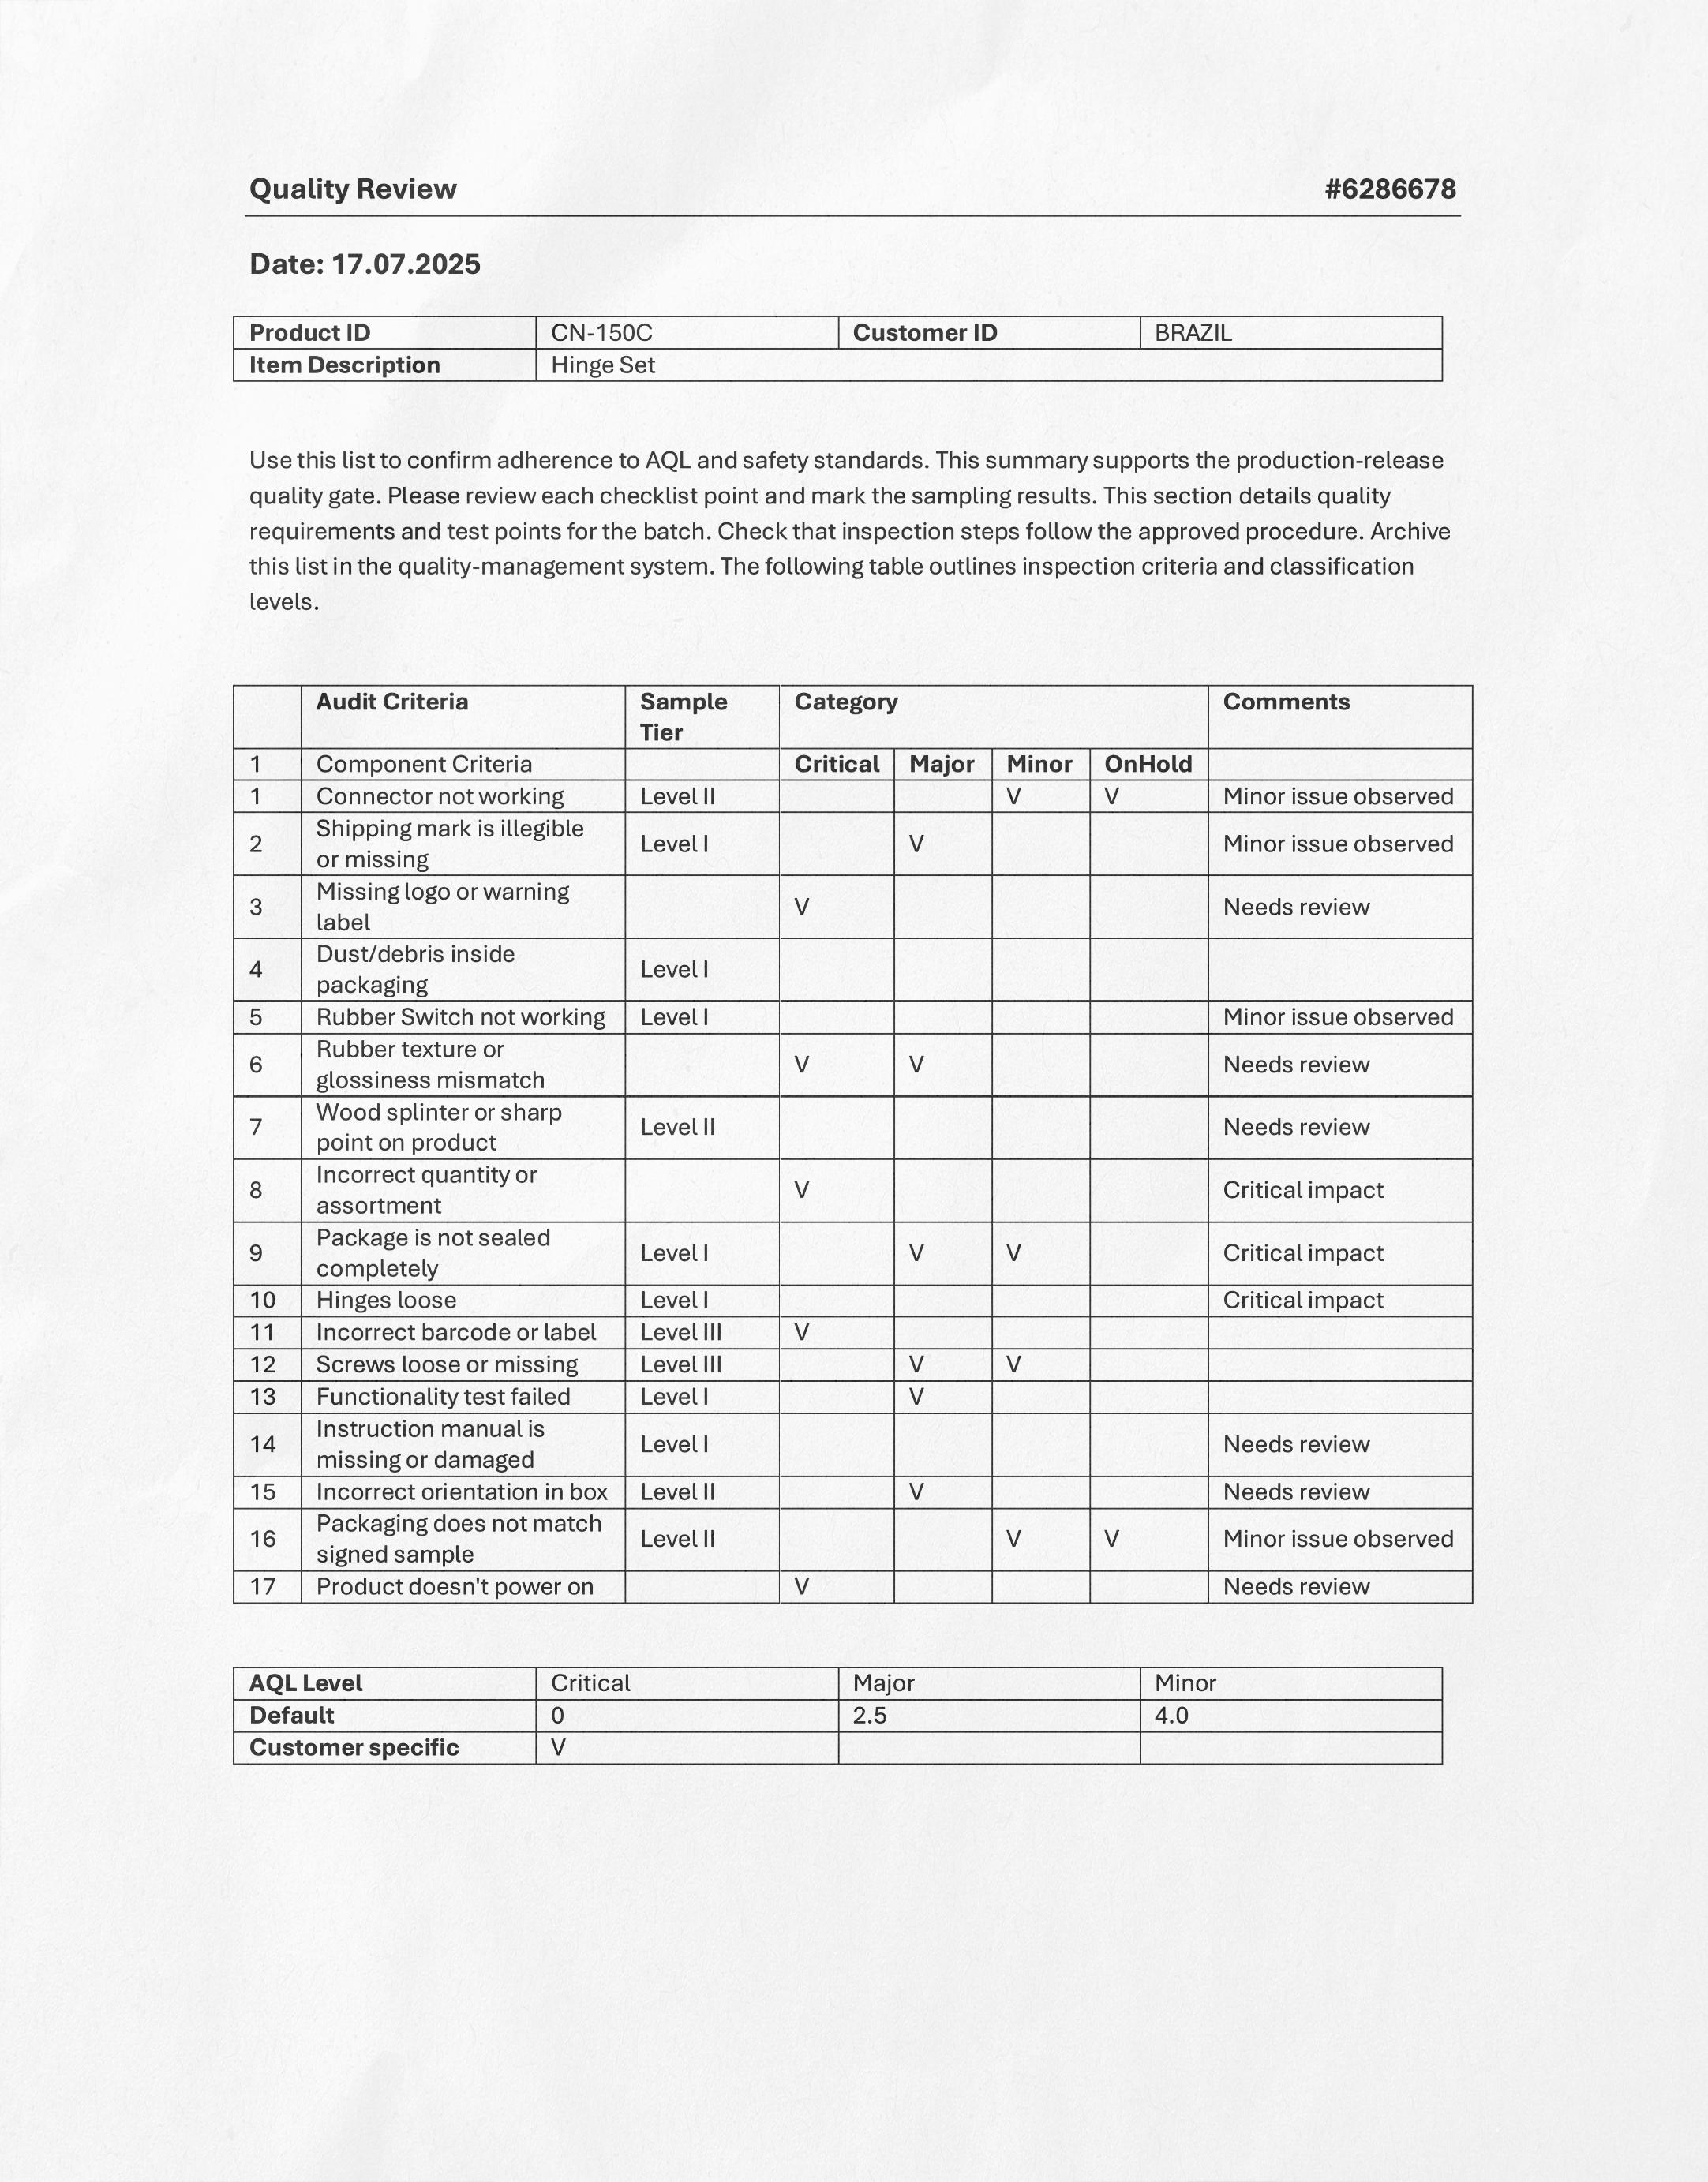 Quality Review #6286678
Date: 17.07.2025
Product ID CN-150C Customer ID BRAZIL
Item Description Hinge Set
Use this list to confirm adherence to AQL and safety standards. This summary supports the production-release
quality gate. Please review each checklist point and mark the sampling results. This section details quality
requirements and test points for the batch. Check that inspection steps follow the approved procedure. Archive
this list in the quality-management system. The following table outlines inspection criteria and classification
levels.
Audit Criteria Sample Tier Category Comments
1 Component Criteria Critical Major Minor OnHold
1 Connector not working Level II V V Minor issue observed
2 Shipping mark is illegible or missing Level I V Minor issue observed
3 Missing logo or warning label V Needs review
4 Dust/debris inside packaging Level I
5 Rubber Switch not working Level I Minor issue observed
6 Rubber texture or glossiness mismatch V V Needs review
7 Wood splinter or sharp point on product Level II Needs review
8 Incorrect quantity or assortment V Critical impact
9 Package is not sealed completely Level I V V Critical impact
10 Hinges loose Level I Critical impact
11 Incorrect barcode or label Level III V
12 Screws loose or missing Level III V V
13 Functionality test failed Level I V
14 Instruction manual is missing or damaged Level I Needs review
15 Incorrect orientation in box Level II V Needs review
16 Packaging does not match signed sample Level II V V Minor issue observed
17 Product doesn't power on V Needs review
AQL Level Critical Major Minor
Default 0 2.5 4.0
Customer specific V